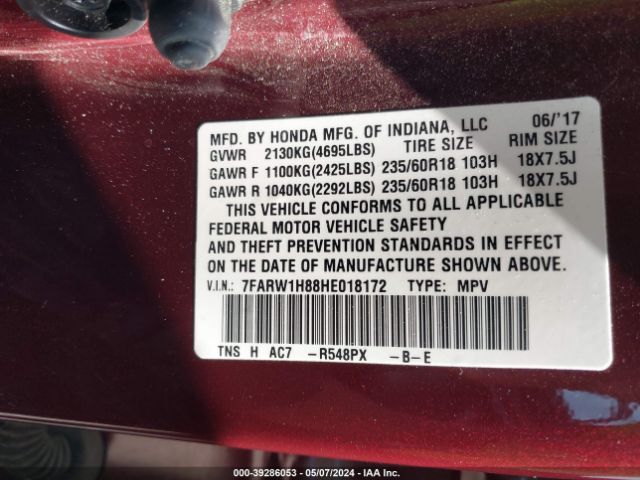 MFD. BY HONDA MFG. OF INDIANA, LLC 06/'17
GVWR 2130KG(4695LBS) TIRE SIZE RIM SIZE
GAWR F 1100KG(2425LBS) 235/60R18 103H 18X7.5J
GAWR R 1040KG(2292LBS) 235/60R18 103H 18X7.5J
THIS VEHICLE CONFORMS TO ALL APPLICABLE
FEDERAL MOTOR VEHICLE SAFETY
AND THEFT PREVENTION STANDARDS IN EFFECT
ON THE DATE OF MANUFACTURE SHOWN ABOVE.
V.I.N.: 7FARW1H88HE018172 TYPE: MPV
TNS H AC7 -R548PX -B-E
000-39286053 - 05/07/2024 - IAA Inc.